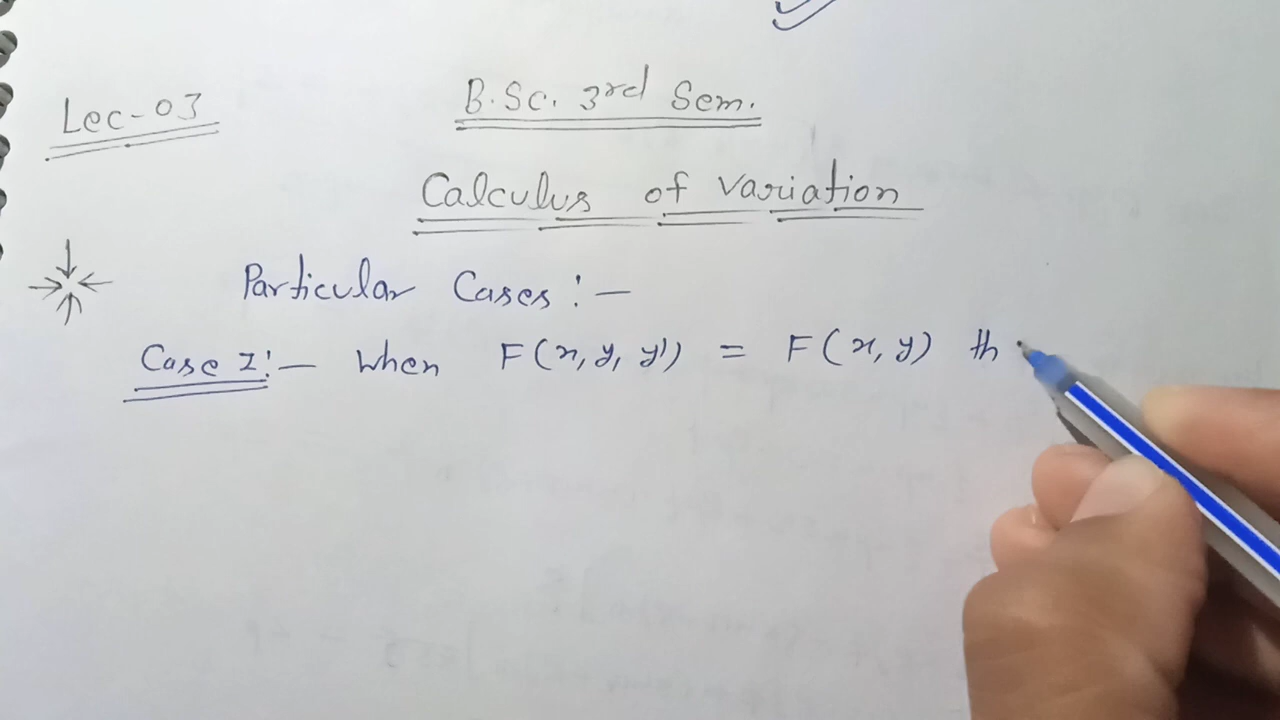 Lec-03
B.Sc. 3rd Sem.
Calculus of Variation
Particular Cases :-
Case I :- When F(x, y, y') = F(x, y) th